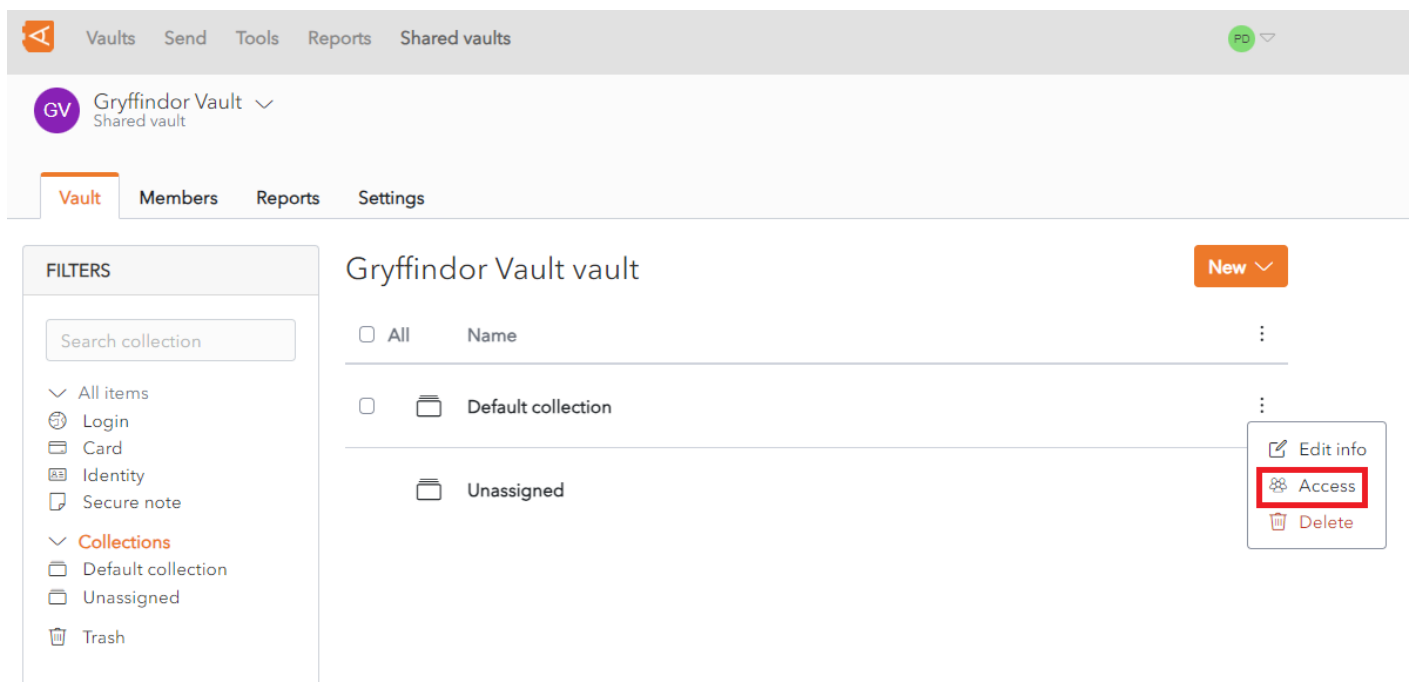 Vaults Send Tools Reports Shared vaults PD
GV Gryffindor Vault
Shared vault
Vault Members Reports Settings
FILTERS
Search collection
All items
Login
Card
Identity
Secure note
Collections
Default collection
Unassigned
Trash
Gryffindor Vault vault
New
All Name
Default collection
Unassigned
Edit info
Access
Delete